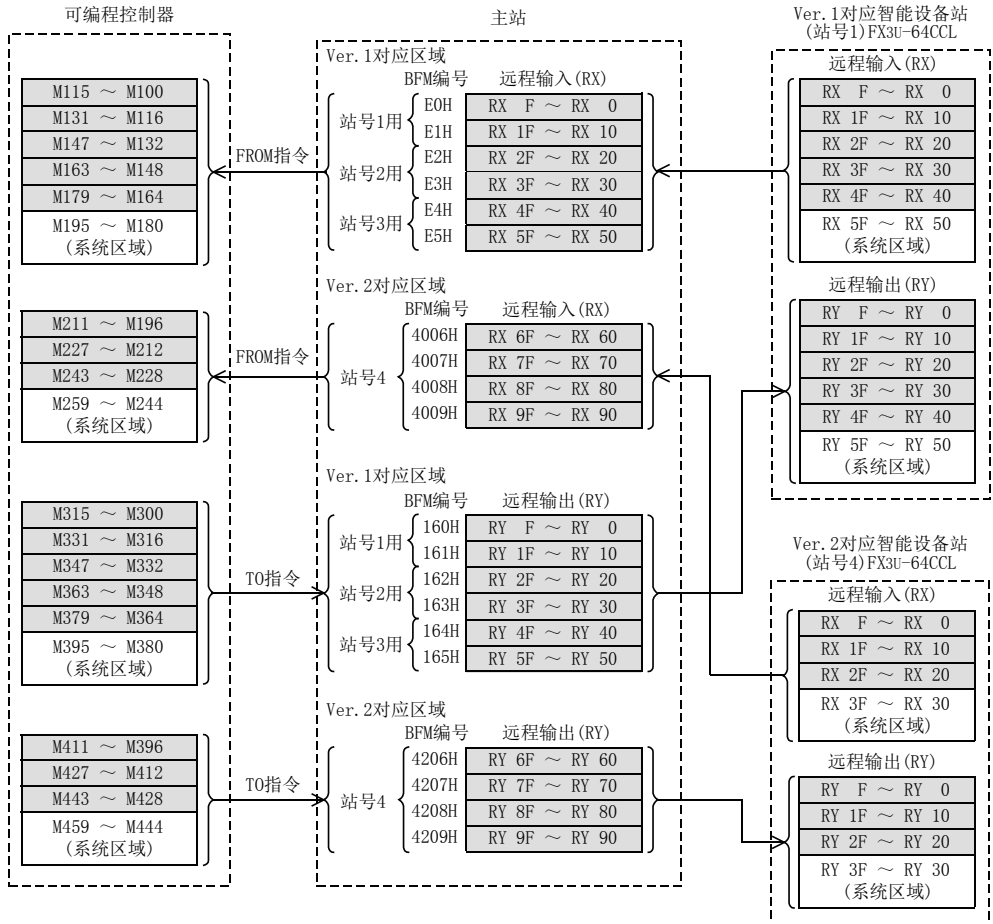 可编程控制器
M115 ～ M100
M131 ～ M116
M147 ～ M132
M163 ～ M148
M179 ～ M164
M195 ～ M180
(系统区域)
M211 ～ M196
M227 ～ M212
M243 ～ M228
M259 ～ M244
(系统区域)
M315 ～ M300
M331 ～ M316
M347 ～ M332
M363 ～ M348
M379 ～ M364
M395 ～ M380
(系统区域)
M411 ～ M396
M427 ～ M412
M443 ～ M428
M459 ～ M444
(系统区域)
FROM指令
FROM指令
TO指令
TO指令
主站
Ver.1对应区域
BFM编号 远程输入(RX)
站号1用
E0H RX F ～ RX 0
E1H RX 1F ～ RX 10
站号2用
E2H RX 2F ～ RX 20
E3H RX 3F ～ RX 30
站号3用
E4H RX 4F ～ RX 40
E5H RX 5F ～ RX 50
Ver.2对应区域
BFM编号 远程输入(RX)
站号4
4006H RX 6F ～ RX 60
4007H RX 7F ～ RX 70
4008H RX 8F ～ RX 80
4009H RX 9F ～ RX 90
Ver.1对应区域
BFM编号 远程输出(RY)
站号1用
160H RY F ～ RY 0
161H RY 1F ～ RY 10
站号2用
162H RY 2F ～ RY 20
163H RY 3F ～ RY 30
站号3用
164H RY 4F ～ RY 40
165H RY 5F ～ RY 50
Ver.2对应区域
BFM编号 远程输出(RY)
站号4
4206H RY 6F ～ RY 60
4207H RY 7F ～ RY 70
4208H RY 8F ～ RY 80
4209H RY 9F ～ RY 90
Ver.1对应智能设备站
(站号1)FX3U-64CCL
远程输入(RX)
RX F ～ RX 0
RX 1F ～ RX 10
RX 2F ～ RX 20
RX 3F ～ RX 30
RX 4F ～ RX 40
RX 5F ～ RX 50
(系统区域)
远程输出(RY)
RY F ～ RY 0
RY 1F ～ RY 10
RY 2F ～ RY 20
RY 3F ～ RY 30
RY 4F ～ RY 40
RY 5F ～ RY 50
(系统区域)
Ver.2对应智能设备站
(站号4)FX3U-64CCL
远程输入(RX)
RX F ～ RX 0
RX 1F ～ RX 10
RX 2F ～ RX 20
RX 3F ～ RX 30
(系统区域)
远程输出(RY)
RY F ～ RY 0
RY 1F ～ RY 10
RY 2F ～ RY 20
RY 3F ～ RY 30
(系统区域)